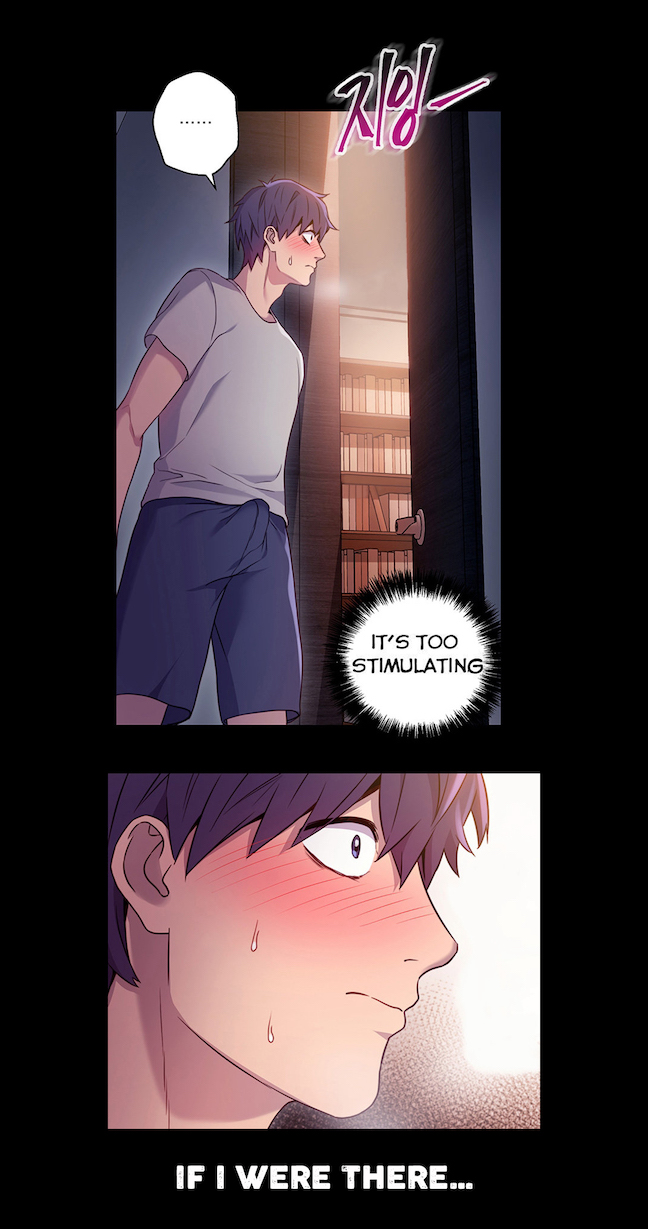 ......
지잉—
IT'S TOO
STIMULATING
IF I WERE THERE...